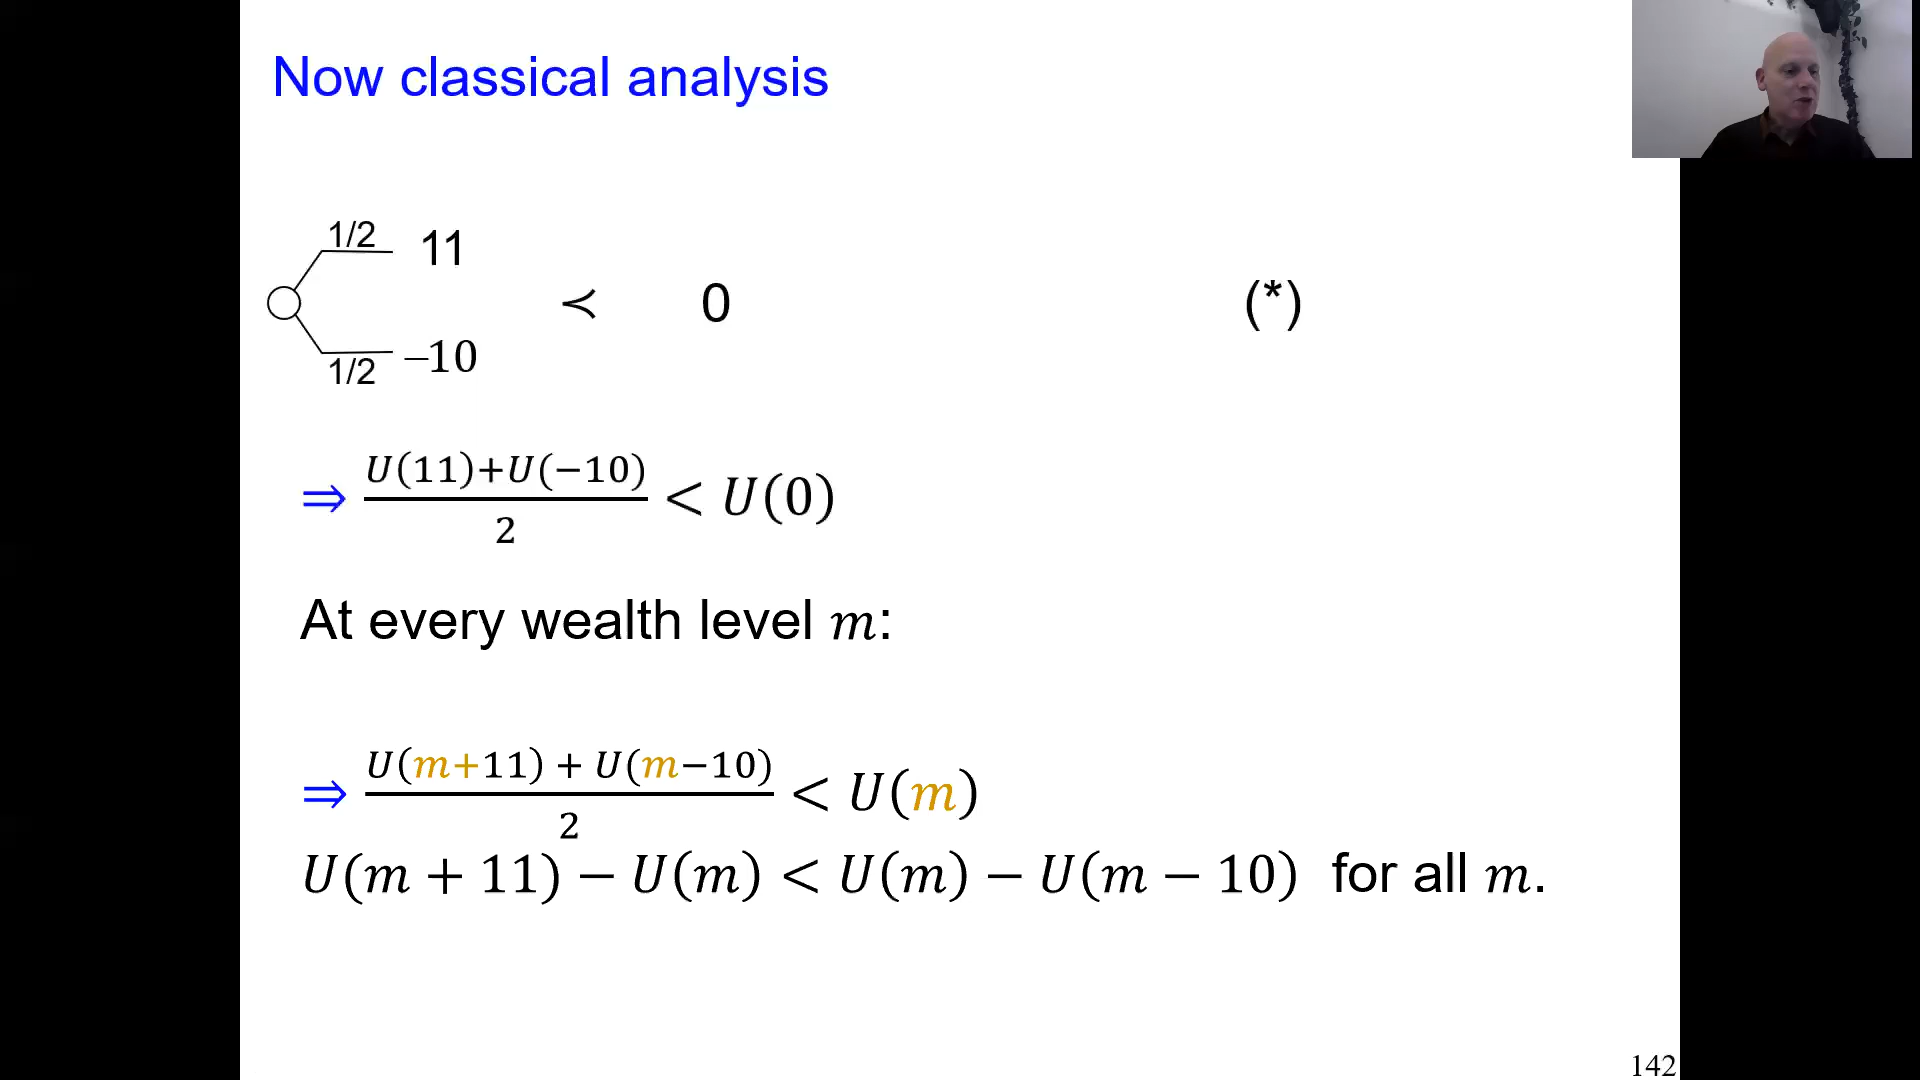 Now classical analysis
1/2 11
≺ 0 (*)
1/2 –10
⇒ (U(11)+U(−10))/2 < U(0)
At every wealth level m:
⇒ (U(m+11) + U(m−10))/2 < U(m)
U(m + 11) − U(m) < U(m) − U(m − 10) for all m.
142